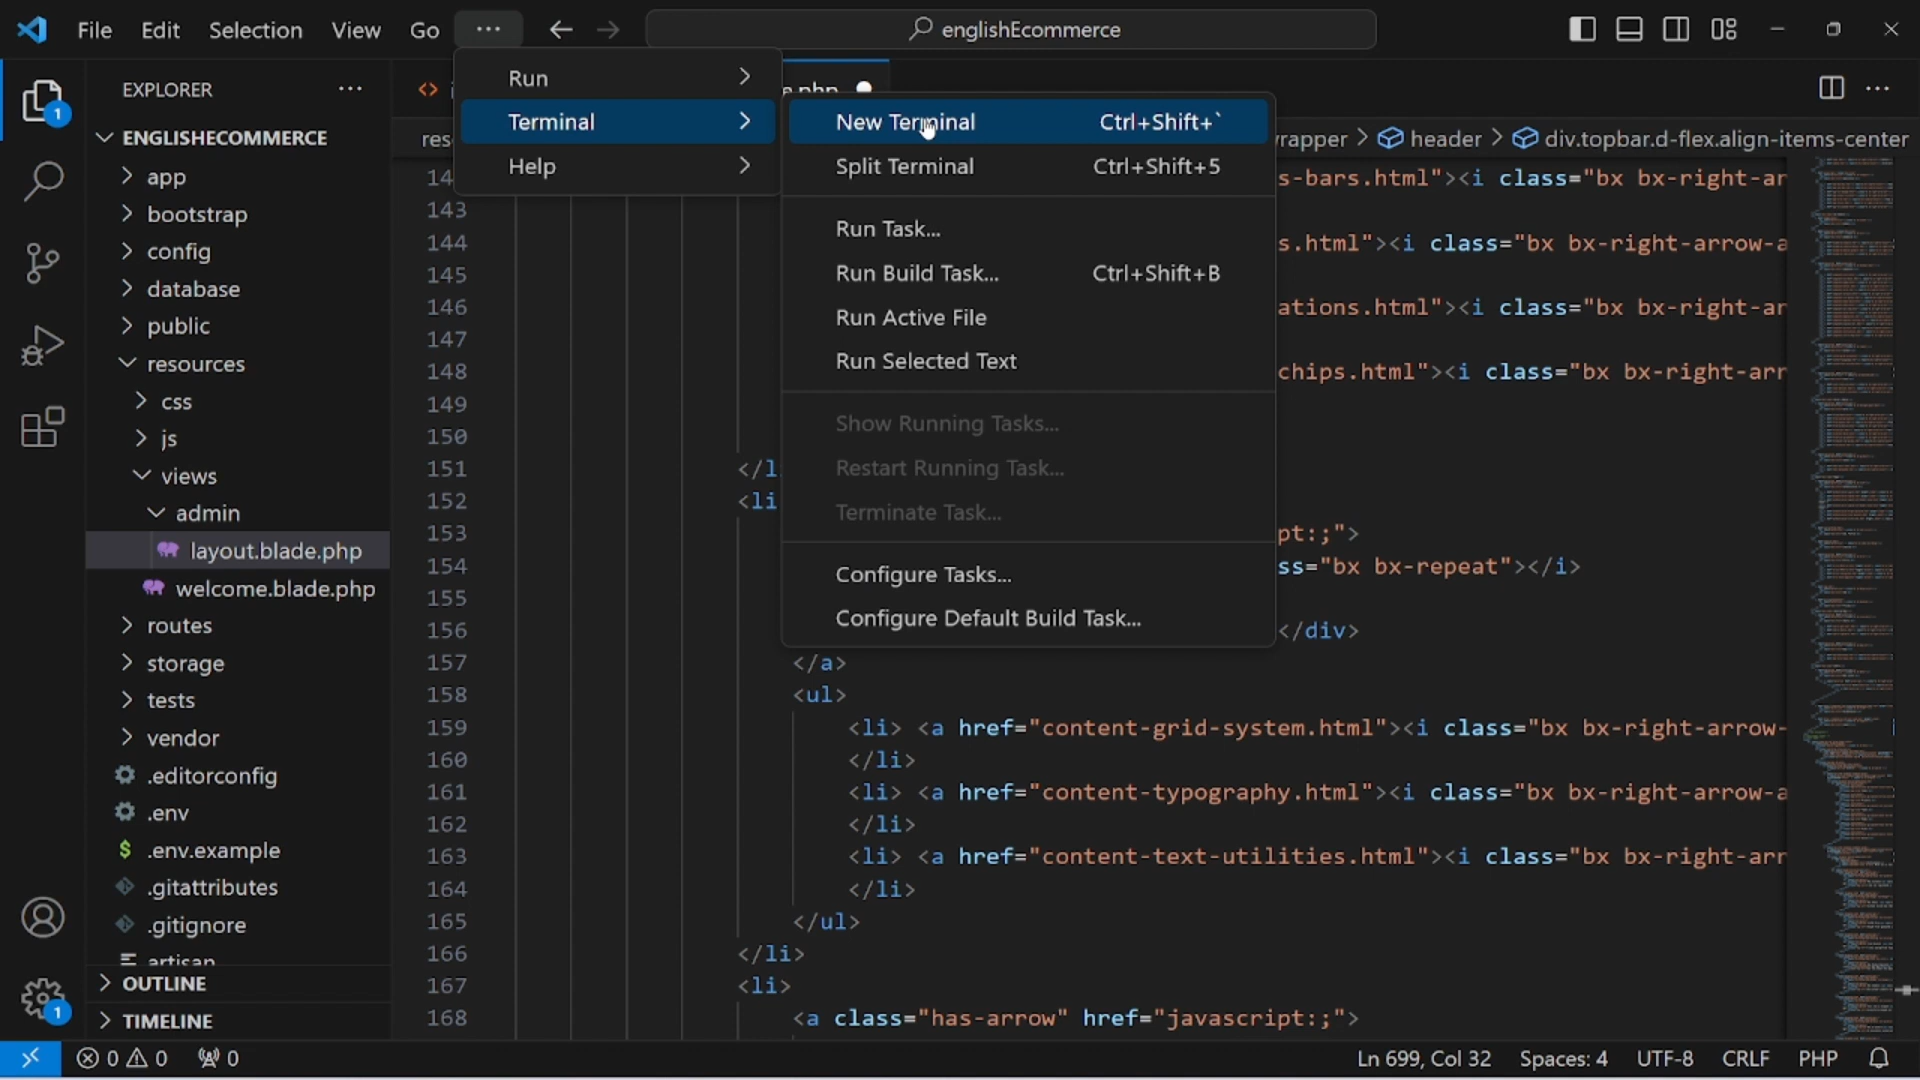 File Edit Selection View Go ··· englishEcommerce
EXPLORER ···
Run
Terminal
Help
New Terminal Ctrl+Shift+`
Split Terminal Ctrl+Shift+5
Run Task...
Run Build Task... Ctrl+Shift+B
Run Active File
Run Selected Text
Show Running Tasks...
Restart Running Task...
Terminate Task...
Configure Tasks...
Configure Default Build Task...
ENGLISHECOMMERCE
app
bootstrap
config
database
public
resources
css
js
views
admin
layout.blade.php
welcome.blade.php
routes
storage
tests
vendor
.editorconfig
.env
.env.example
.gitattributes
.gitignore
artisan
OUTLINE
TIMELINE
header > div.topbar.d-flex.align-items-center
s-bars.html"><i class="bx bx-right-ar
143
144 s.html"><i class="bx bx-right-arrow-a
145
146 ations.html"><i class="bx bx-right-ar
147
148 chips.html"><i class="bx bx-right-arr
149
150
151 </l
152 <li
153 pt:;">
154 ss="bx bx-repeat"></i>
155
156 </div>
157 </a>
158 <ul>
159 <li> <a href="content-grid-system.html"><i class="bx bx-right-arrow-
160 </li>
161 <li> <a href="content-typography.html"><i class="bx bx-right-arrow-a
162 </li>
163 <li> <a href="content-text-utilities.html"><i class="bx bx-right-arr
164 </li>
165 </ul>
166 </li>
167 <li>
168 <a class="has-arrow" href="javascript:;">
0 0 0 Ln 699, Col 32 Spaces: 4 UTF-8 CRLF PHP